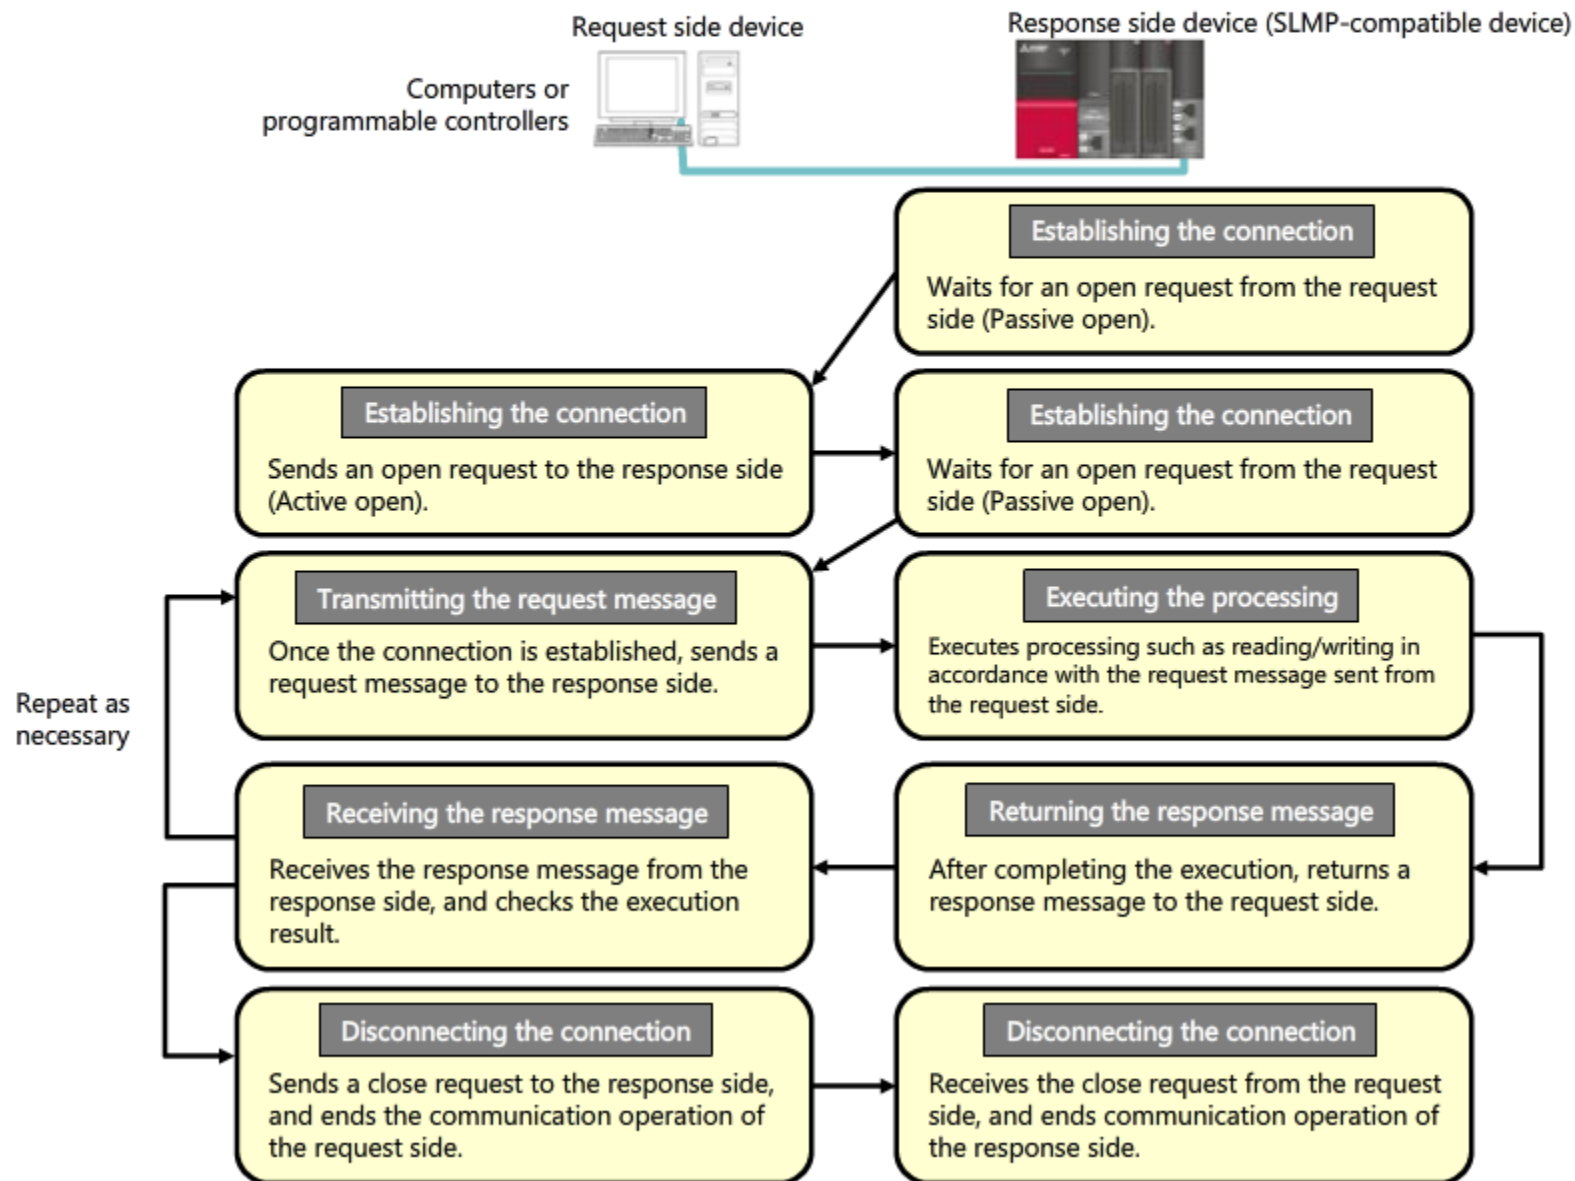 Request side device
Response side device (SLMP-compatible device)
Computers or
programmable controllers
Establishing the connection
Waits for an open request from the request
side (Passive open).
Establishing the connection
Sends an open request to the response side
(Active open).
Establishing the connection
Waits for an open request from the request
side (Passive open).
Transmitting the request message
Once the connection is established, sends a
request message to the response side.
Executing the processing
Executes processing such as reading/writing in
accordance with the request message sent from
the request side.
Repeat as
necessary
Receiving the response message
Receives the response message from the
response side, and checks the execution
result.
Returning the response message
After completing the execution, returns a
response message to the request side.
Disconnecting the connection
Sends a close request to the response side,
and ends the communication operation of
the request side.
Disconnecting the connection
Receives the close request from the request
side, and ends communication operation of
the response side.